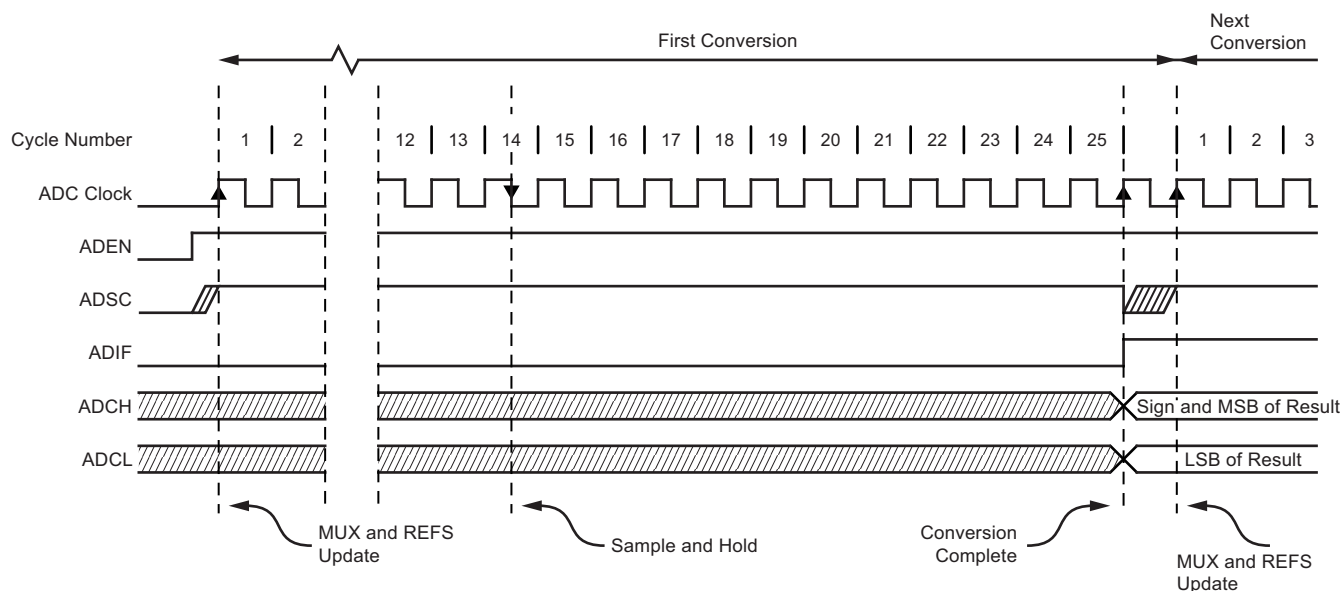 Next
Conversion
First Conversion
Cycle Number 1 2 12 13 14 15 16 17 18 19 20 21 22 23 24 25 1 2 3
ADC Clock
ADEN
ADSC
ADIF
ADCH Sign and MSB of Result
ADCL LSB of Result
MUX and REFS
Update
Sample and Hold
Conversion
Complete
MUX and REFS
Update